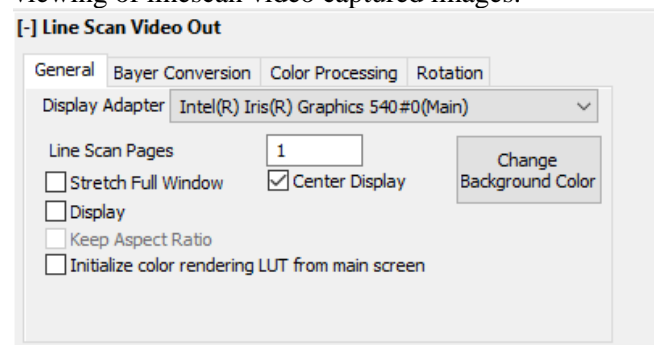 viewing of linescan video captured images.
[-] Line Scan Video Out
General Bayer Conversion Color Processing Rotation
Display Adapter Intel(R) Iris(R) Graphics 540#0(Main)
Line Scan Pages 1 Change
Stretch Full Window Center Display Background Color
Display
Keep Aspect Ratio
Initialize color rendering LUT from main screen